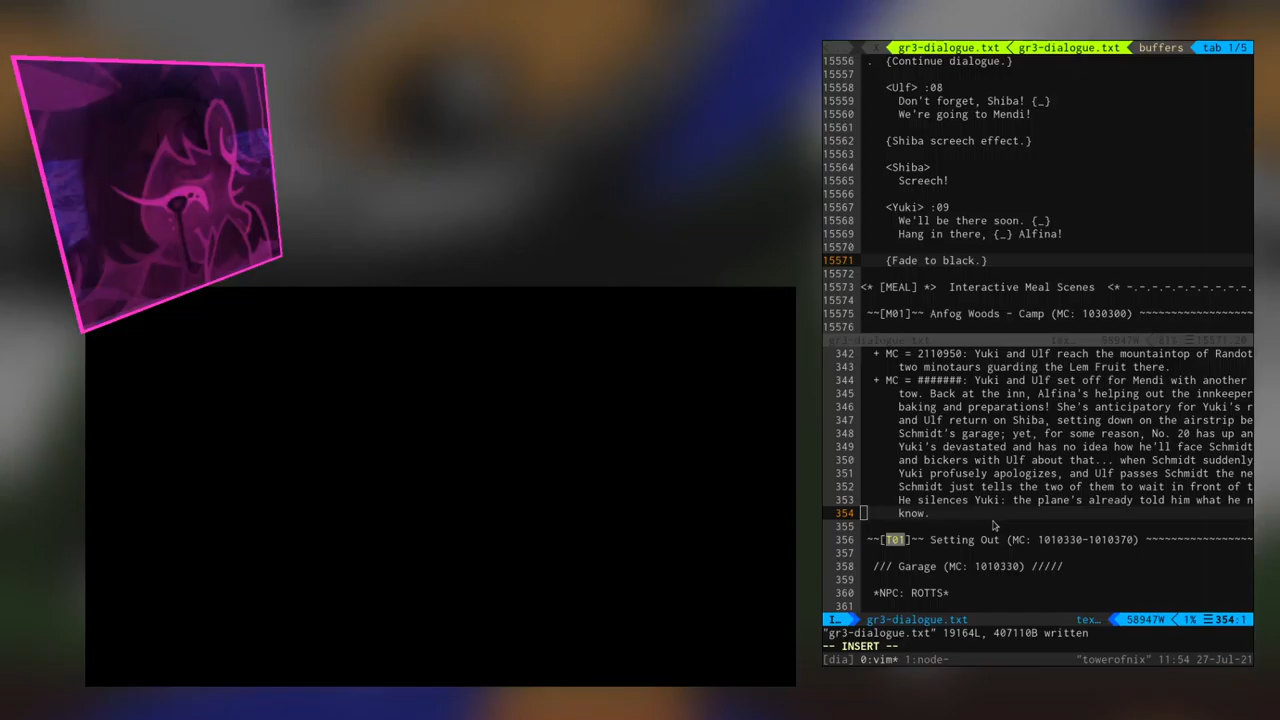 X gr3-dialogue.txt gr3-dialogue.txt buffers tab 1/5
15556 . {Continue dialogue.}
15557
15558 <Ulf> :08
15559 Don't forget, Shiba! {_}
15560 We're going to Mendi!
15561
15562 {Shiba screech effect.}
15563
15564 <Shiba>
15565 Screech!
15566
15567 <Yuki> :09
15568 We'll be there soon. {_}
15569 Hang in there, {_} Alfina!
15570
15571 {Fade to black.}
15572
15573 <* [MEAL] *> Interactive Meal Scenes <* -.-.-.-.-.-.-.-.-.
15574
15575 ~~[M01]~~ Anfog Woods - Camp (MC: 1030300) ~~~~~~~~~~~~~~~~~~
15576
gr3-dialogue.txt tex… 58947W 81% ☰15571:20
342 + MC = 2110950: Yuki and Ulf reach the mountaintop of Randot
343 two minotaurs guarding the Lem Fruit there.
344 + MC = #######: Yuki and Ulf set off for Mendi with another
345 tow. Back at the inn, Alfina's helping out the innkeeper
346 baking and preparations! She's anticipatory for Yuki's r
347 and Ulf return on Shiba, setting down on the airstrip be
348 Schmidt's garage; yet, for some reason, No. 20 has up an
349 Yuki's devastated and has no idea how he'll face Schmidt
350 and bickers with Ulf about that... when Schmidt suddenly
351 Yuki profusely apologizes, and Ulf passes Schmidt the ne
352 Schmidt just tells the two of them to wait in front of t
353 He silences Yuki: the plane's already told him what he n
354 know.
355
356 ~~[T01]~~ Setting Out (MC: 1010330-1010370) ~~~~~~~~~~~~~~~~~
357
358 /// Garage (MC: 1010330) /////
359
360 *NPC: ROTTS*
361
I… gr3-dialogue.txt tex… 58947W 1% ☰354:1
"gr3-dialogue.txt" 19164L, 407110B written
-- INSERT --
[dia] 0:vim* 1:node- "towerofnix" 11:54 27-Jul-21